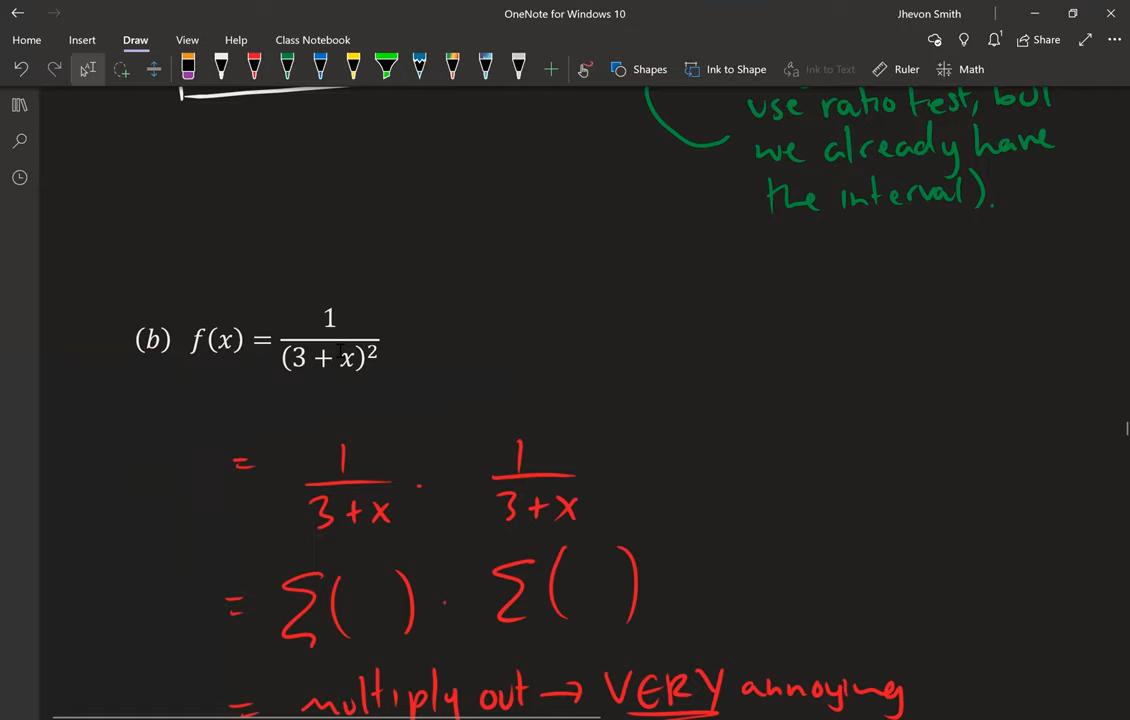 OneNote for Windows 10
Jhevon Smith
Home Insert Draw View Help Class Notebook
Share
Shapes Ink to Shape Ink to Text Ruler Math
use ratio test, but
we already have
the interval).
(b) f(x) = 1/(3 + x)²
= 1/(3+x) · 1/(3+x)
= Σ( ) · Σ( )
= multiply out → VERY annoying